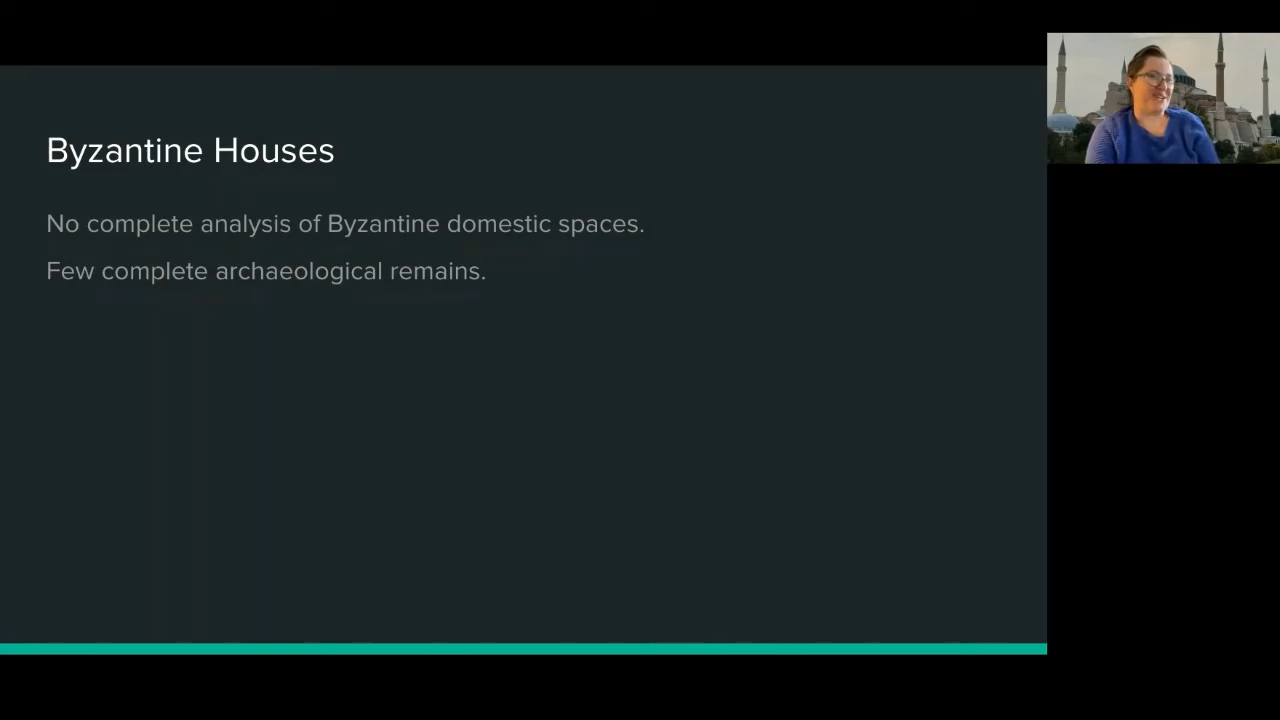 Byzantine Houses
No complete analysis of Byzantine domestic spaces.
Few complete archaeological remains.